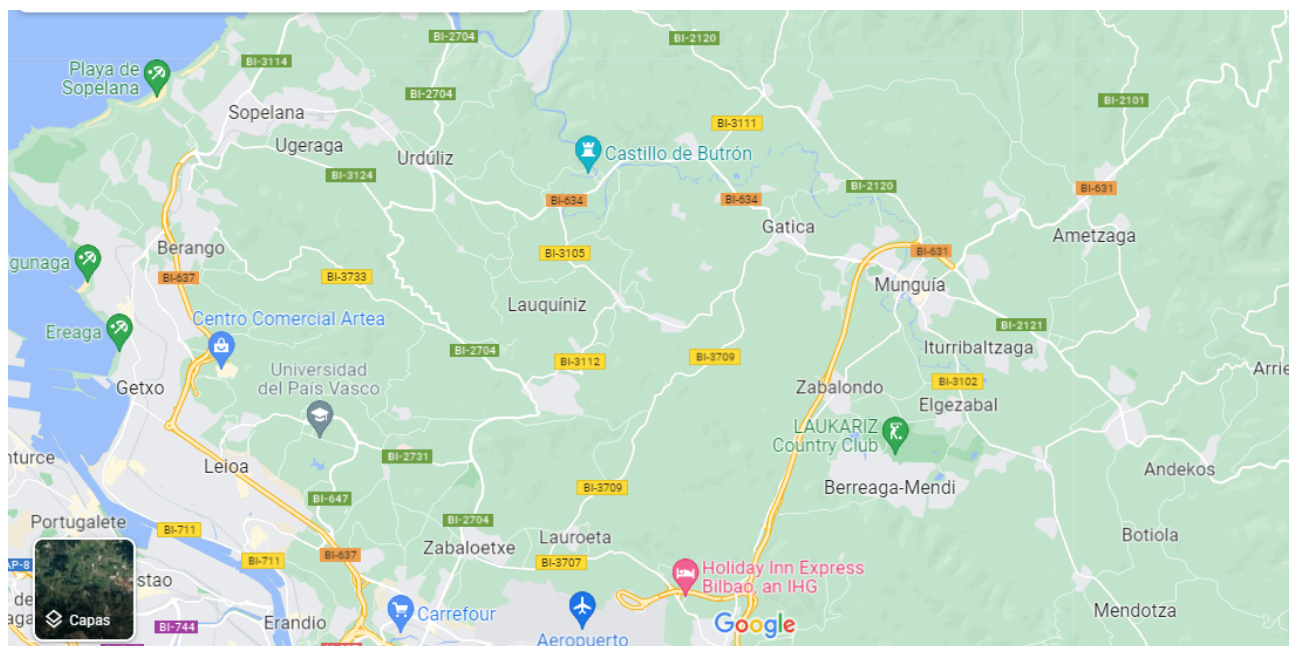 BI-2704
BI-2120
BI-3114
Playa de
Sopelana
BI-2704
BI-2101
Sopelana
BI-3111
Ugeraga
Urdúliz
Castillo de Butrón
BI-3124
BI-2120
BI-631
BI-634
BI-634
Gatica
Ametzaga
Berango
BI-3105
BI-631
gunaga
BI-637
BI-3733
Munguía
Lauquíniz
Centro Comercial Artea
Ereaga
BI-2121
BI-2704
BI-3112
BI-3709
Iturribaltzaga
Universidad
del País Vasco
Arrie
Getxo
Zabalondo
BI-3102
Elgezabal
LAUKARIZ
Country Club
nturce
Leioa
BI-2731
Andekos
BI-3709
Berreaga-Mendi
BI-647
Portugalete
BI-711
BI-2704
Botiola
Lauroeta
Zabaloetxe
BI-637
BI-711
BI-3707
AP-8
Holiday Inn Express
Bilbao, an IHG
stao
de
aga
Capas
Carrefour
Mendotza
Erandio
BI-744
Google
Aeropuerto